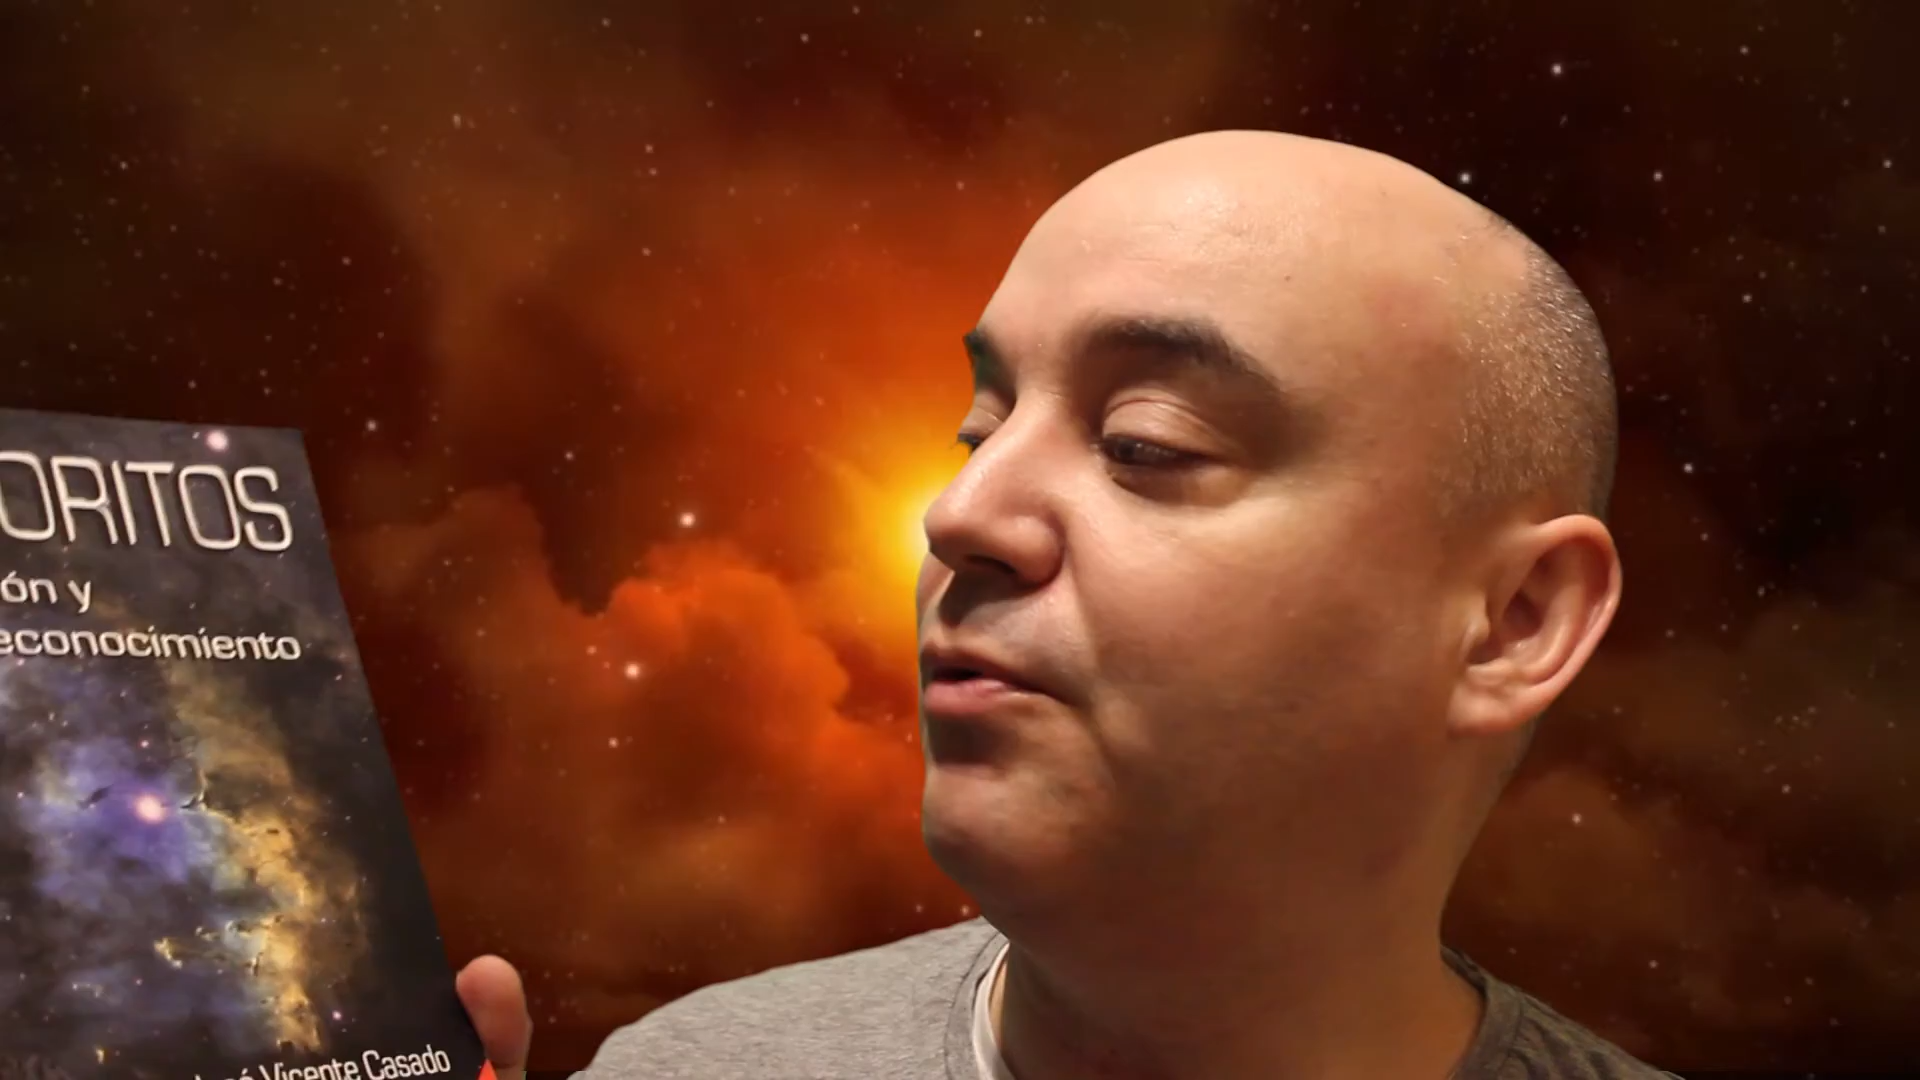 ORITOS
ón y
econocimiento
Vicente Casado